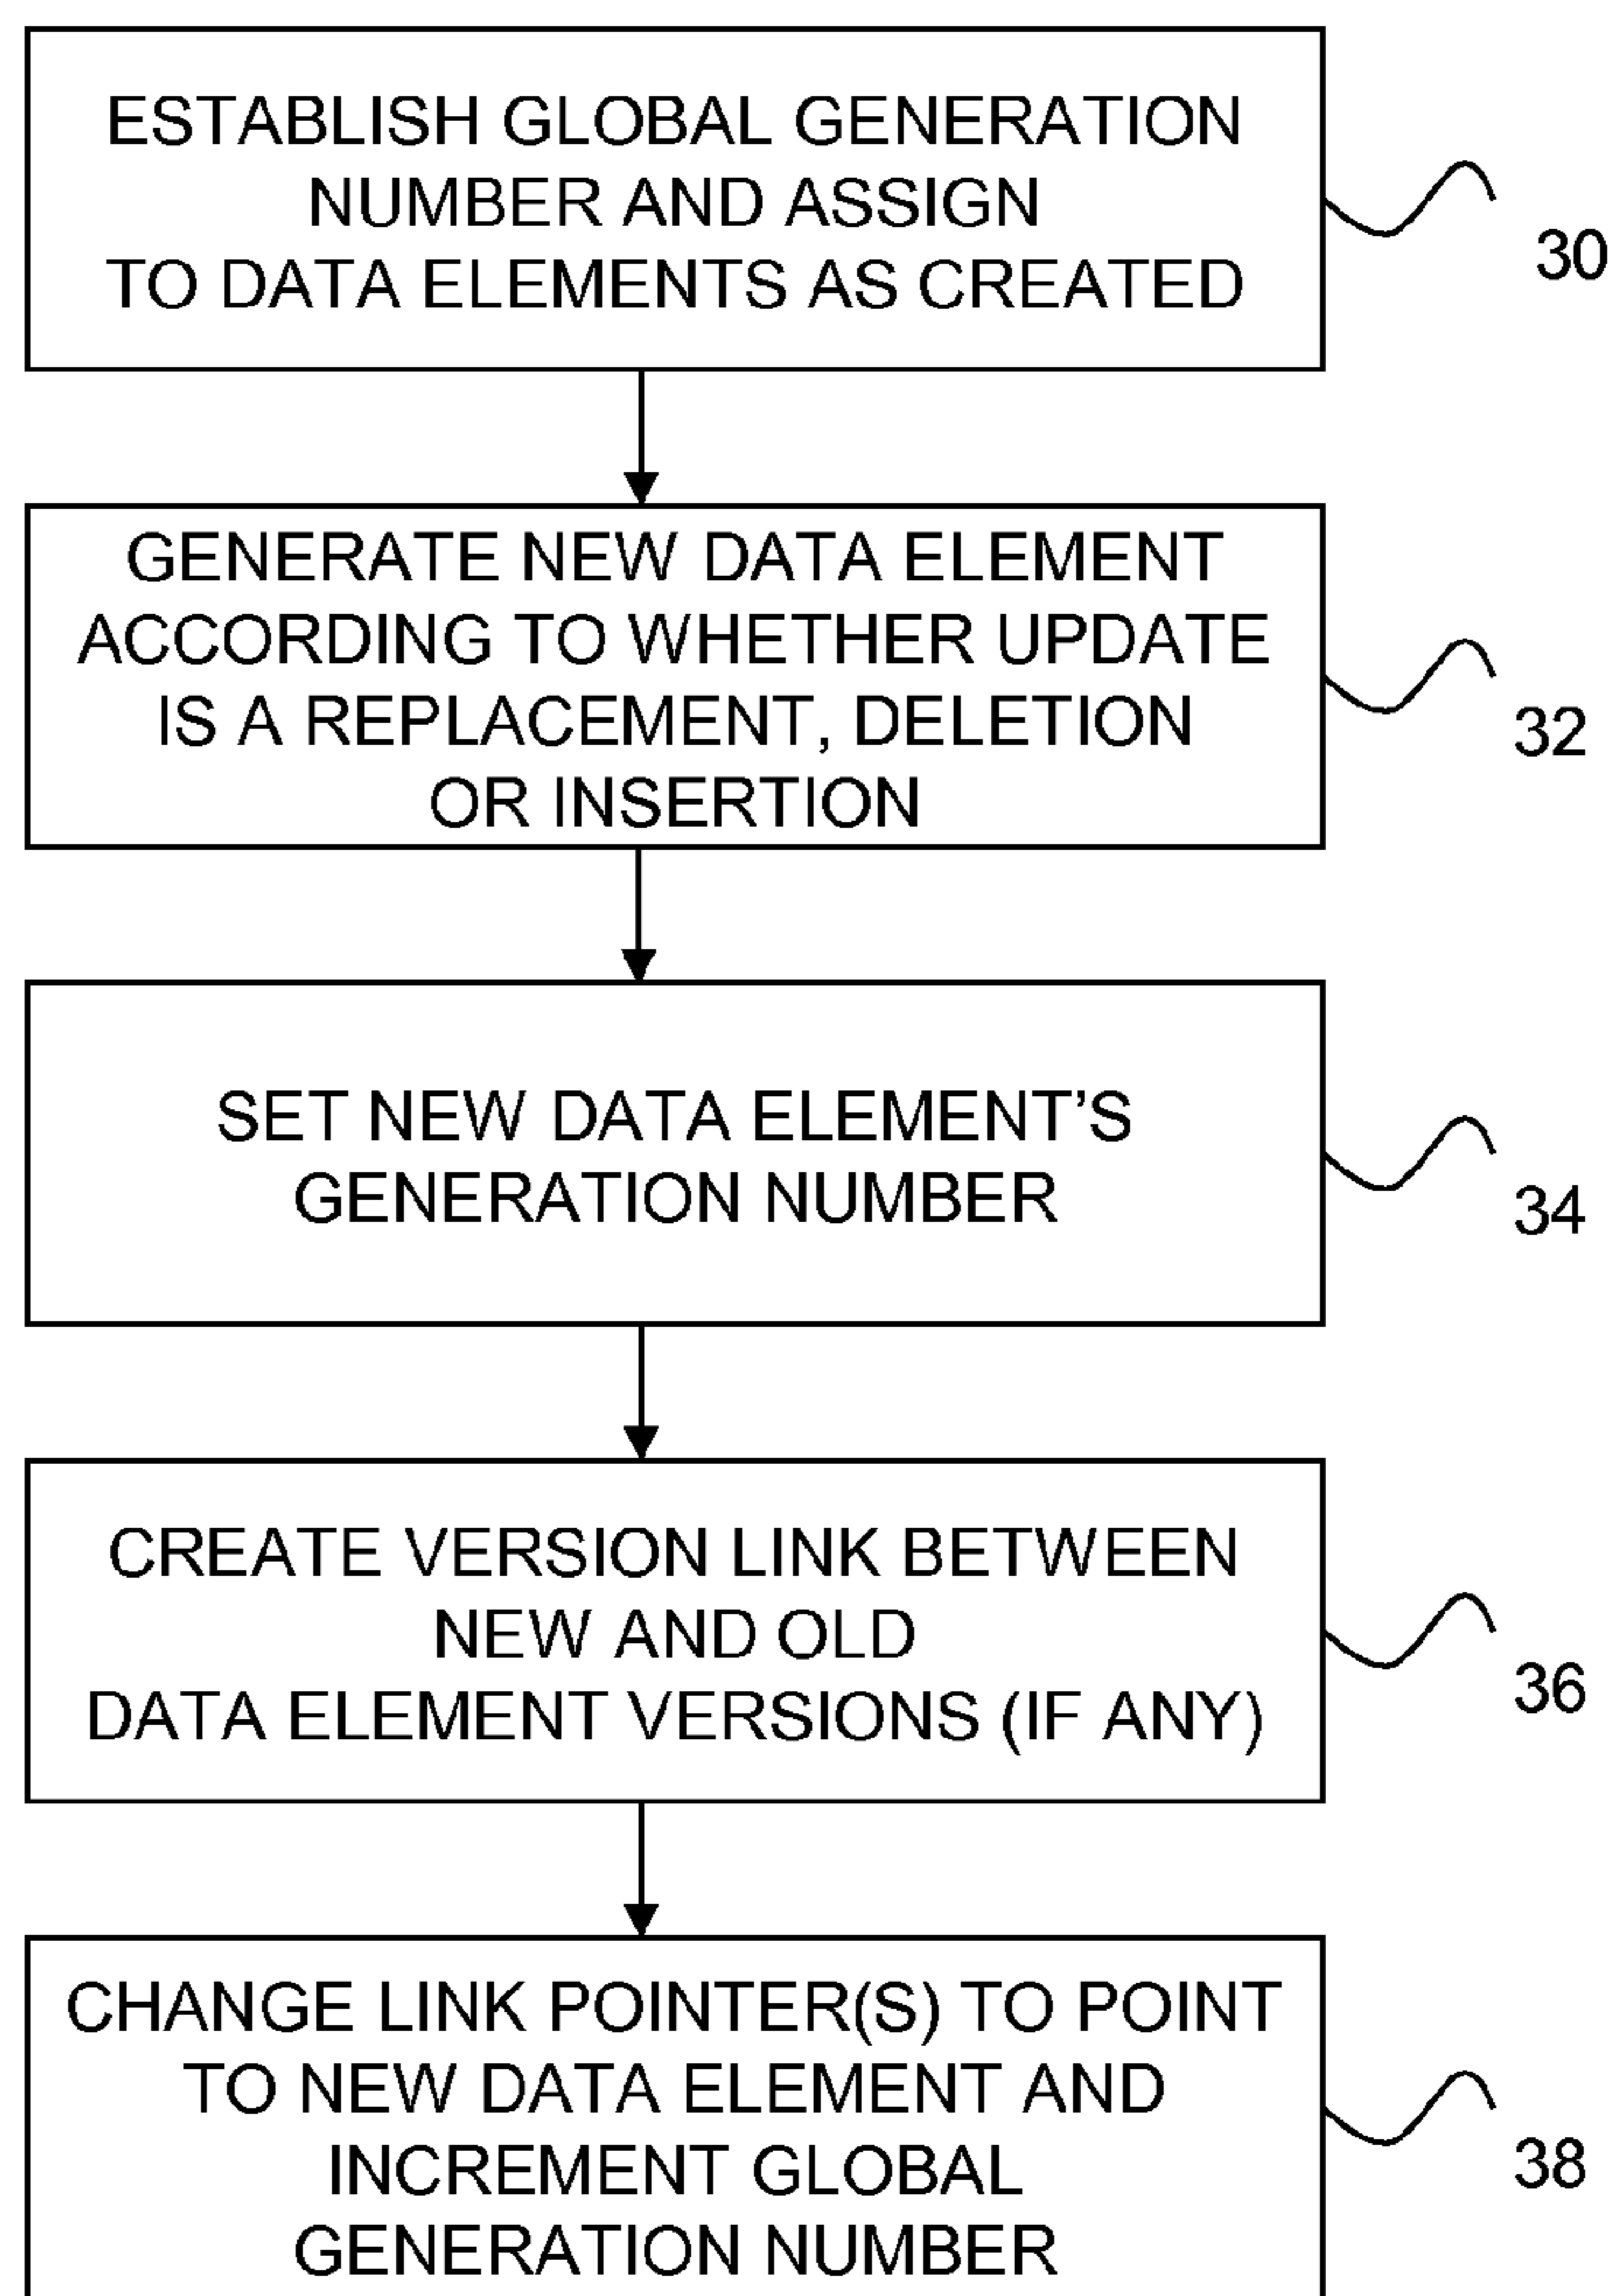 ESTABLISH GLOBAL GENERATION
NUMBER AND ASSIGN
TO DATA ELEMENTS AS CREATED
30
GENERATE NEW DATA ELEMENT
ACCORDING TO WHETHER UPDATE
IS A REPLACEMENT, DELETION
OR INSERTION
32
SET NEW DATA ELEMENT'S
GENERATION NUMBER
34
CREATE VERSION LINK BETWEEN
NEW AND OLD
DATA ELEMENT VERSIONS (IF ANY)
36
CHANGE LINK POINTER(S) TO POINT
TO NEW DATA ELEMENT AND
INCREMENT GLOBAL
GENERATION NUMBER
38